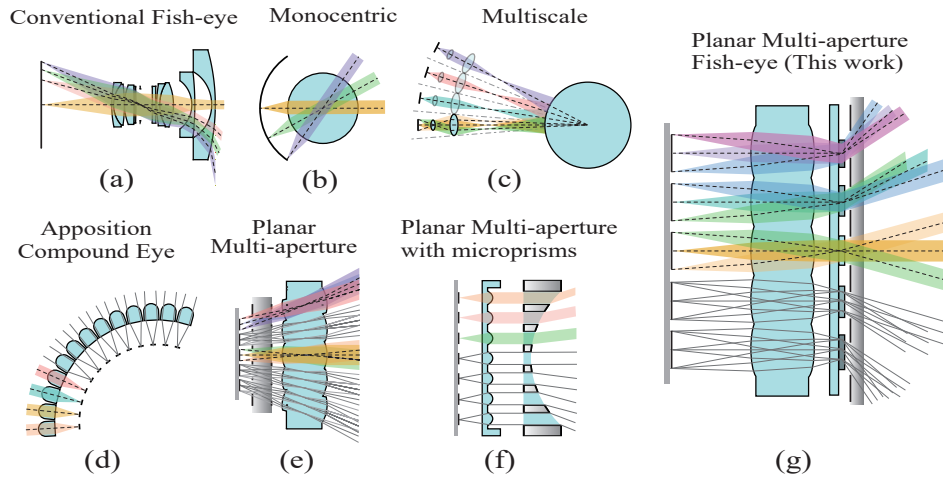 Conventional Fish-eye
Monocentric
Multiscale
Planar Multi-aperture
Fish-eye (This work)
(a)
(b)
(c)
Apposition
Compound Eye
Planar
Multi-aperture
Planar Multi-aperture
with microprisms
(d)
(e)
(f)
(g)